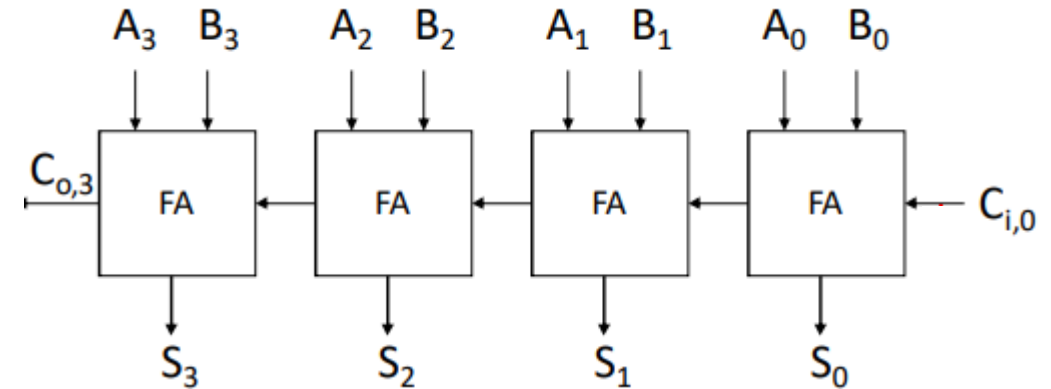 A₃ B₃ A₂ B₂ A₁ B₁ A₀ B₀
C₀,₃ FA FA FA FA Cᵢ,₀
S₃ S₂ S₁ S₀